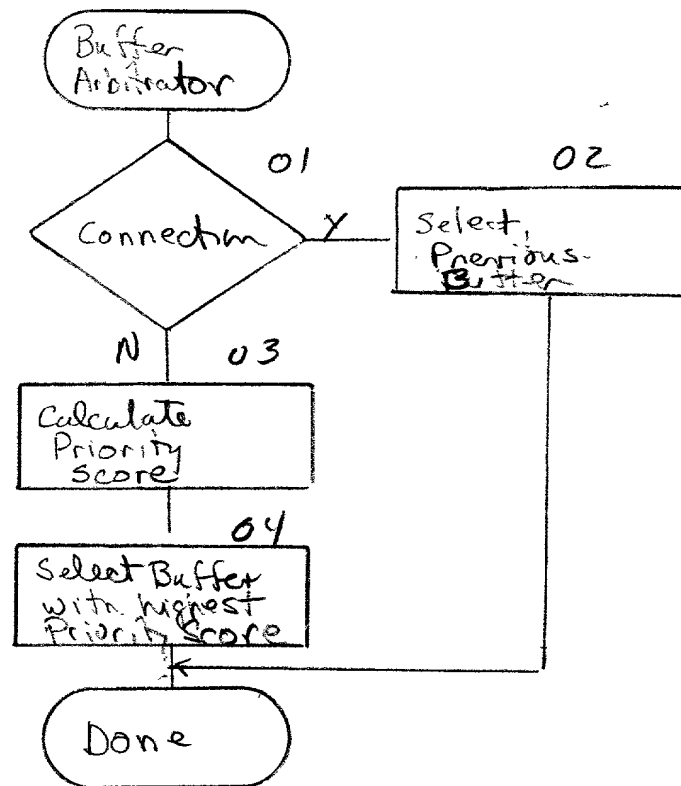 Buffer
Arbitrator
01
Connection
Y
02
Select
Previous
Buffer
N
03
Calculate
Priority
Score
04
Select Buffer
with highest
Priority Score
Done